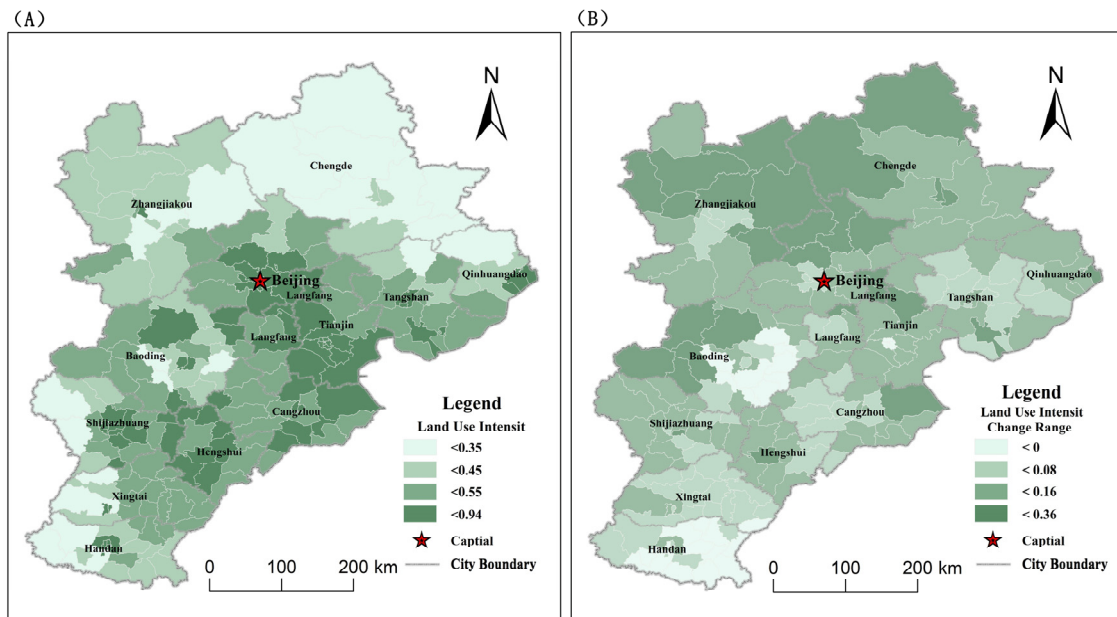 (A)
N
Chengde
Zhangjiakou
Beijing
Qinhuangdao
Langfang
Tangshan
Langfang
Tianjin
Baoding
Cangzhou
Shijiazhuang
Hengshui
Xingtai
Handan
Legend
Land Use Intensit
<0.35
<0.45
<0.55
<0.94
Captial
City Boundary
0 100 200 km
(B)
N
Chengde
Zhangjiakou
Beijing
Qinhuangdao
Langfang
Tangshan
Tianjin
Langfang
Baoding
Cangzhou
Shijiazhuang
Hengshui
Xingtai
Handan
Legend
Land Use Intensit
Change Range
< 0
< 0.08
< 0.16
< 0.36
Captial
City Boundary
0 100 200 km